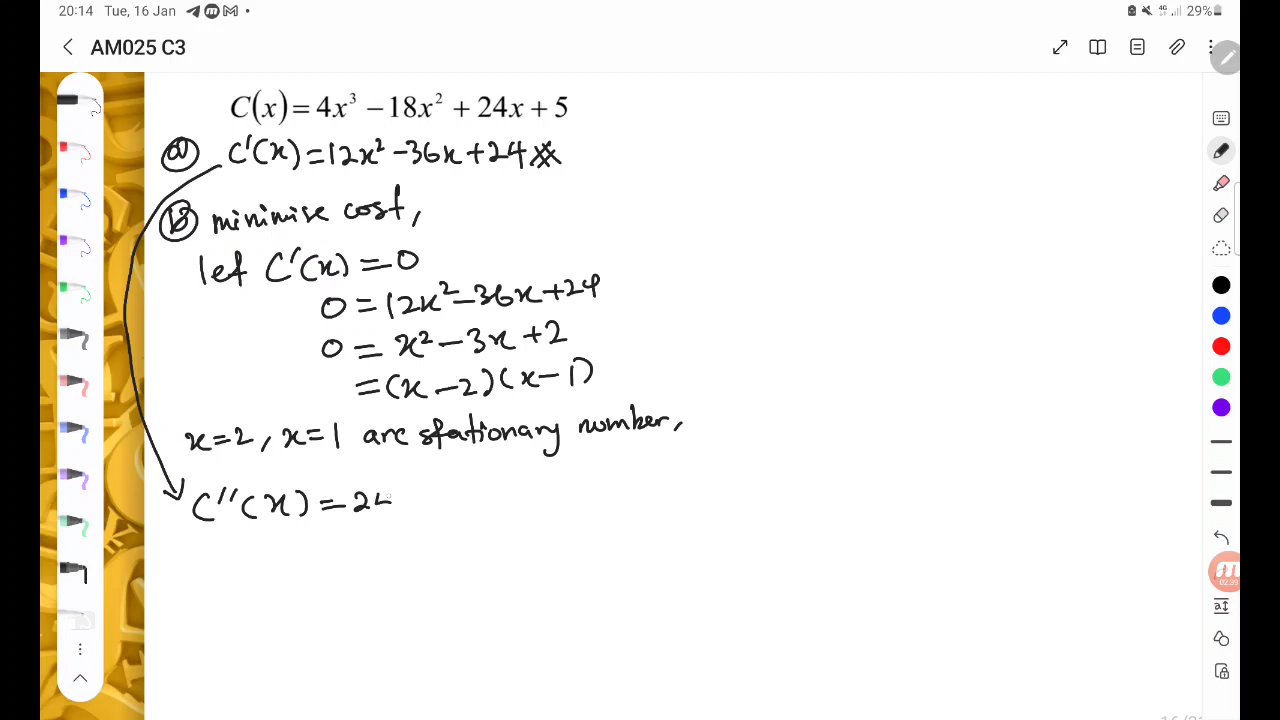 20:14 Tue, 16 Jan 29%
AM025 C3
C(x) = 4x³ − 18x² + 24x + 5
a) C'(x) = 12x² − 36x + 24
b) minimise cost,
let C'(x) = 0
0 = 12x² − 36x + 24
0 = x² − 3x + 2
= (x − 2)(x − 1)
x = 2, x = 1 are stationary number,
C''(x) = 24